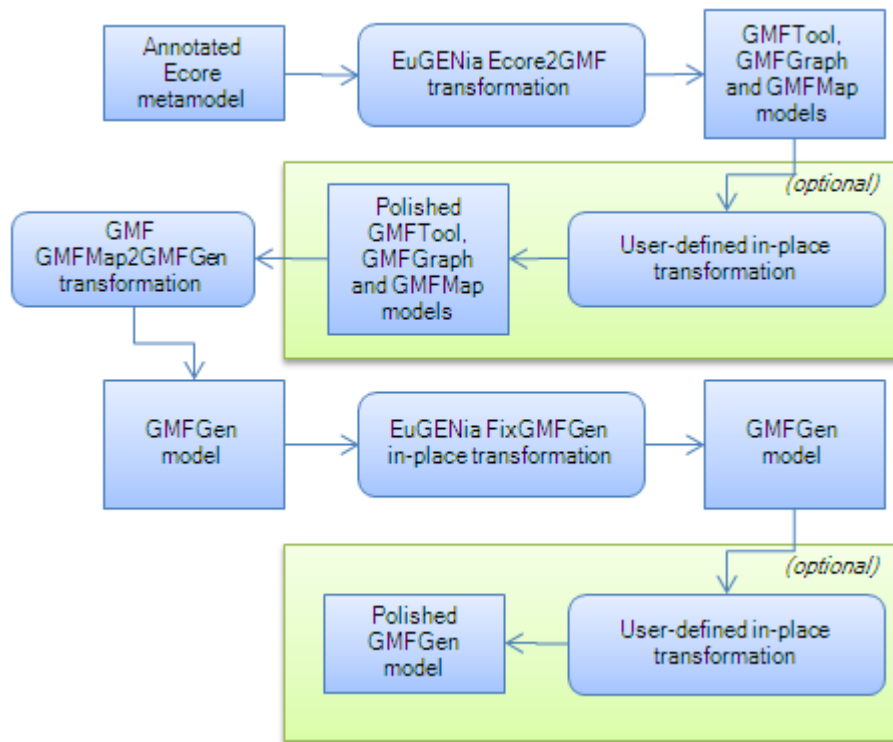 Annotated
Ecore
metamodel
EuGENia Ecore2GMF
transformation
GMFTool,
GMFGraph
and GMFMap
models
(optional)
User-defined in-place
transformation
Polished
GMFTool,
GMFGraph
and GMFMap
models
GMF
GMFMap2GMFGen
transformation
GMFGen
model
EuGENia FixGMFGen
in-place transformation
GMFGen
model
(optional)
User-defined in-place
transformation
Polished
GMFGen
model